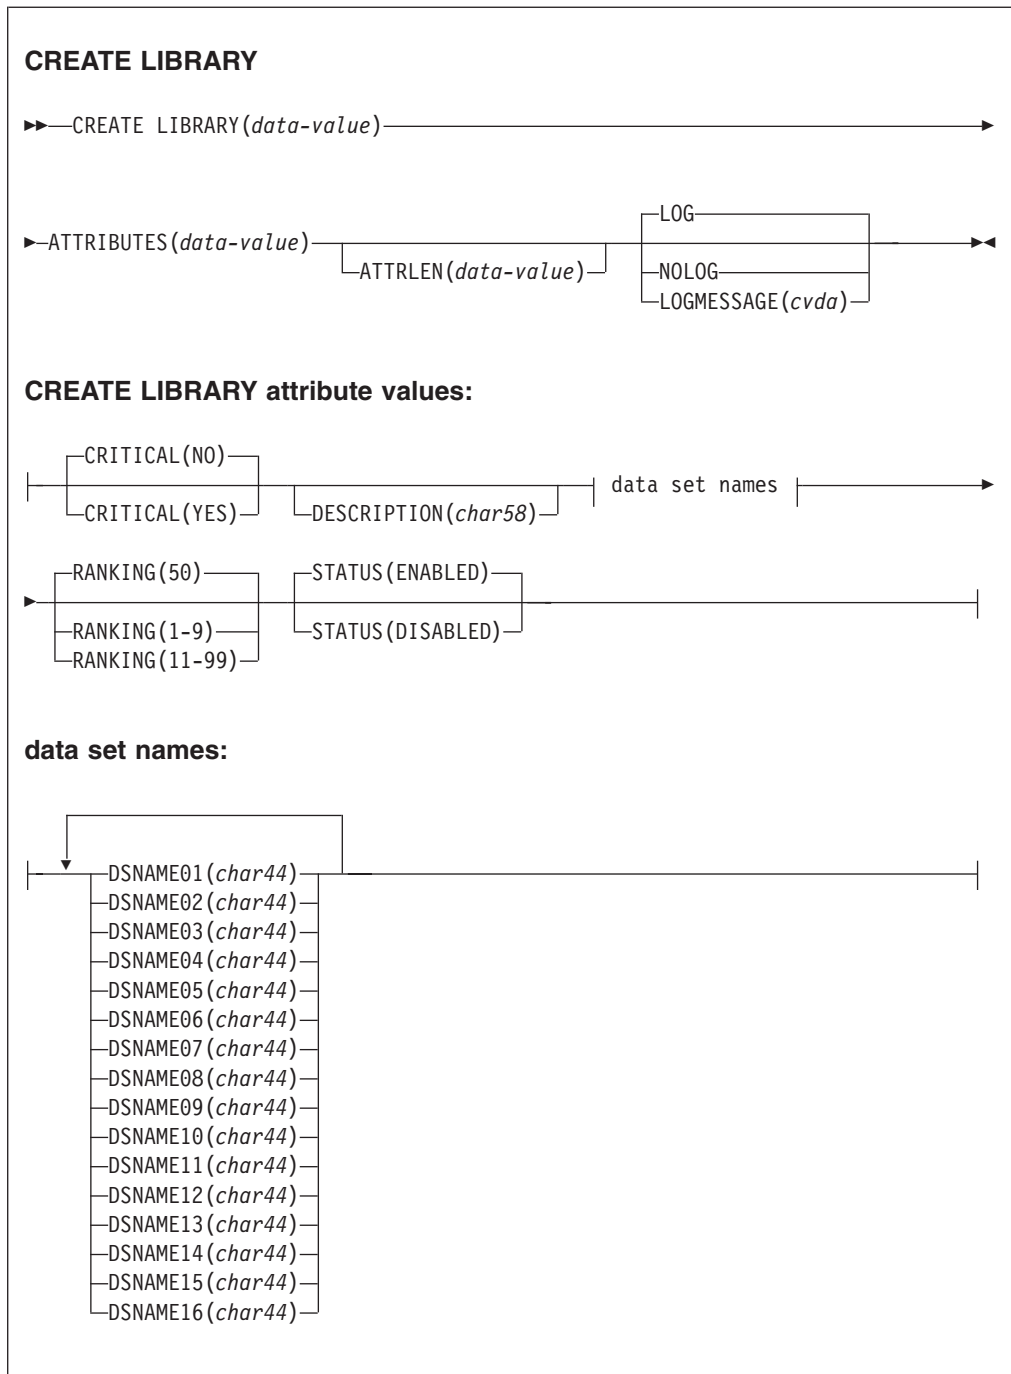 CREATE LIBRARY
CREATE LIBRARY(data-value)
LOG
ATTRIBUTES(data-value)
ATTRLEN(data-value)
NOLOG
LOGMESSAGE(cvda)
CREATE LIBRARY attribute values:
CRITICAL(NO)
data set names
CRITICAL(YES)
DESCRIPTION(char58)
RANKING(50)
STATUS(ENABLED)
RANKING(1-9)
STATUS(DISABLED)
RANKING(11-99)
data set names:
DSNAME01(char44)
DSNAME02(char44)
DSNAME03(char44)
DSNAME04(char44)
DSNAME05(char44)
DSNAME06(char44)
DSNAME07(char44)
DSNAME08(char44)
DSNAME09(char44)
DSNAME10(char44)
DSNAME11(char44)
DSNAME12(char44)
DSNAME13(char44)
DSNAME14(char44)
DSNAME15(char44)
DSNAME16(char44)